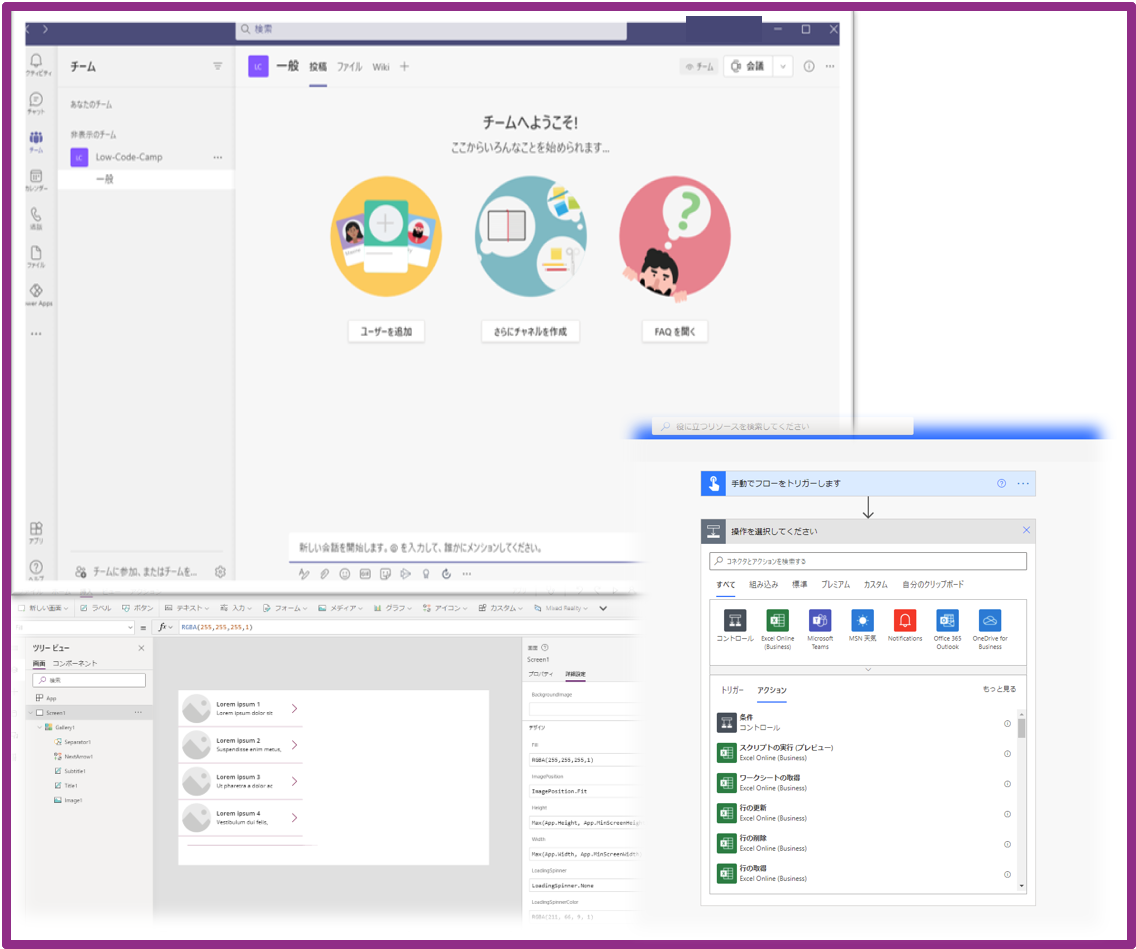 検索
チーム
LC 一般 投稿 ファイル Wiki
チーム 会議
チャット
チーム
カレンダー
通話
ファイル
アプリ
ヘルプ
あなたのチーム
非表示のチーム
LC Low-Code-Camp
一般
チームへようこそ!
ここからいろんなことを始められます...
ユーザーを追加 さらにチャネルを作成 FAQ を開く
新しい会話を開始します。@ を入力して、誰かにメンションしてください。
チームに参加、またはチームを...
GIF
役に立つリソースを検索してください
手動でフローをトリガーします
操作を選択してください
コネクタとアクションを検索する
すべて 組み込み 標準 プレミアム カスタム 自分のクリップボード
コントロール
Excel Online (Business)
Microsoft Teams
MSN 天気
Notifications
Office 365 Outlook
OneDrive for Business
トリガー アクション もっと見る
条件
コントロール
スクリプトの実行 (プレビュー)
Excel Online (Business)
ワークシートの取得
Excel Online (Business)
行の更新
Excel Online (Business)
行の削除
Excel Online (Business)
行の取得
Excel Online (Business)
新しい画面 ラベル ボタン テキスト 入力 フォーム メディア グラフ アイコン カスタム Mixed Reality
= fx RGBA(255,255,255,1)
ツリー ビュー
画面 コンポーネント
検索
App
Screen1
Gallery1
Separator1
NextArrow1
Subtitle1
Title1
Image1
Lorem ipsum 1
Lorem ipsum dolor sit
Lorem ipsum 2
Suspendisse enim metus,
Lorem ipsum 3
Ut pharetra a dolor ac
Lorem ipsum 4
Vestibulum dui felis,
画面
Screen1
プロパティ 詳細設定
BackgroundImage
デザイン
Fill
RGBA(255,255,255,1)
ImagePosition
ImagePosition.Fit
Height
Max(App.Height, App.MinScreenHeigh
Width
Max(App.Width, App.MinScreenWidth)
LoadingSpinner
LoadingSpinner.None
LoadingSpinnerColor